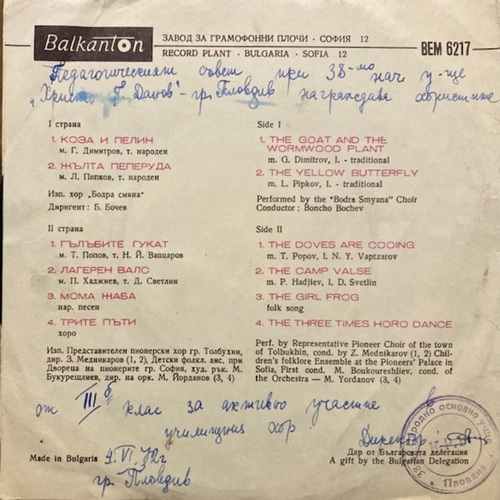 Balkanton
ЗАВОД ЗА ГРАМОФОННИ ПЛОЧИ · СОФИЯ 12
RECORD PLANT · BULGARIA · SOFIA 12
ВЕМ 6217
Педагогическият съвет при 38-мо нач. у-ще
"Христо Г. Данов" - гр. Пловдив награждава
I страна
1. КОЗА И ПЕЛИН
м. Г. Димитров, т. народен
2. ЖЪЛТА ПЕПЕРУДА
м. Л. Пипков, т. народен
Изп. хор „Бодра смяна"
Диригент: Б. Бочев
II страна
1. ГЪЛЪБИТЕ ГУКАТ
м. Т. Попов, т. Н. Й. Вапцаров
2. ЛАГЕРЕН ВАЛС
м. П. Хаджиев, т. Д. Светлин
3. МОМА ЖАБА
нар. песен
4. ТРИТЕ ПЪТИ
хоро
Изп. Представителен пионерски хор гр. Толбухин,
дир. З. Медникаров (1, 2), Детски фолкл. анс. при
Двореца на пионерите гр. София, худ. рък. М.
Букурещлиев, дир. на орк. М. Йорданов (3, 4)
Side I
1. THE GOAT AND THE
WORMWOOD PLANT
m. G. Dimitrov, l. - traditional
2. THE YELLOW BUTTERFLY
m. L. Pipkov, l. - traditional
Performed by the "Bodra Smyana" Choir
Conductor : Boncho Bochev
Side II
1. THE DOVES ARE COOING
m. T. Popov, l. N. Y. Vaptzarov
2. THE CAMP VALSE
m. P. Hadjiev, l. D. Svetlin
3. THE GIRL FROG
folk song
4. THE THREE TIMES HORO DANCE
Perf. by Representative Pioneer Choir of the town
of Tolbukhin, cond. by Z. Mednikarov (1, 2) Chil-
dren's folklore Ensemble at the Pioneers' Palace in
Sofia, First cond. M. Boukoureshliev, cond. of
the Orchestra — M. Yordanov (3, 4)
от III б клас за активно участие в
училищния хор
Директор:
Made in Bulgaria
гр. Пловдив
Дар от Българската делегация
A gift by the Bulgarian Delegation